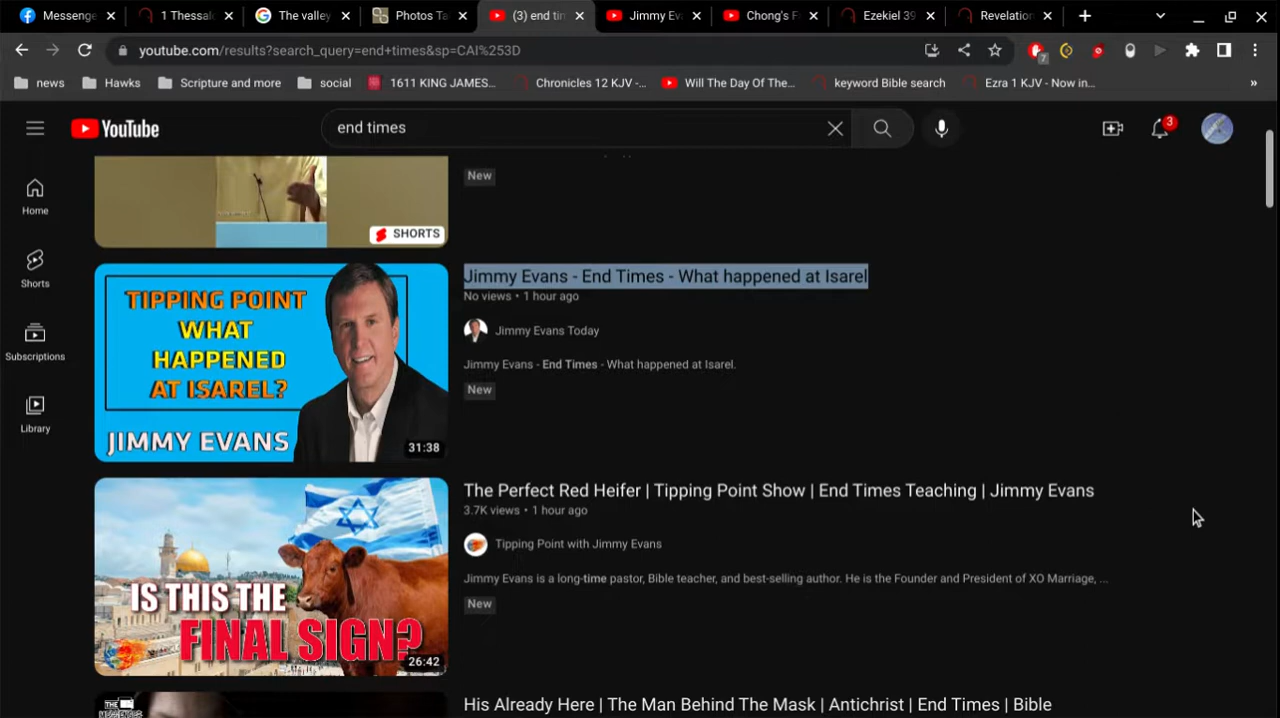 Messenge
1 Thessalo
The valley
Photos Ta
(3) end tin
Jimmy Eva
Chong's F
Ezekiel 39
Revelation
youtube.com/results?search_query=end+times&sp=CAI%253D
7
news
Hawks
Scripture and more
social
1611 KING JAMES...
Chronicles 12 KJV -...
Will The Day Of The...
keyword Bible search
Ezra 1 KJV - Now in...
»
YouTube
end times
3
Home
Shorts
Subscriptions
Library
SHORTS
New
TIPPING POINT
WHAT
HAPPENED
AT ISAREL?
JIMMY EVANS
31:38
Jimmy Evans - End Times - What happened at Isarel
No views • 1 hour ago
Jimmy Evans Today
Jimmy Evans - End Times - What happened at Isarel.
New
IS THIS THE
FINAL SIGN?
26:42
The Perfect Red Heifer | Tipping Point Show | End Times Teaching | Jimmy Evans
3.7K views • 1 hour ago
Tipping Point with Jimmy Evans
Jimmy Evans is a long-time pastor, Bible teacher, and best-selling author. He is the Founder and President of XO Marriage, ...
New
THE
His Already Here | The Man Behind The Mask | Antichrist | End Times | Bible